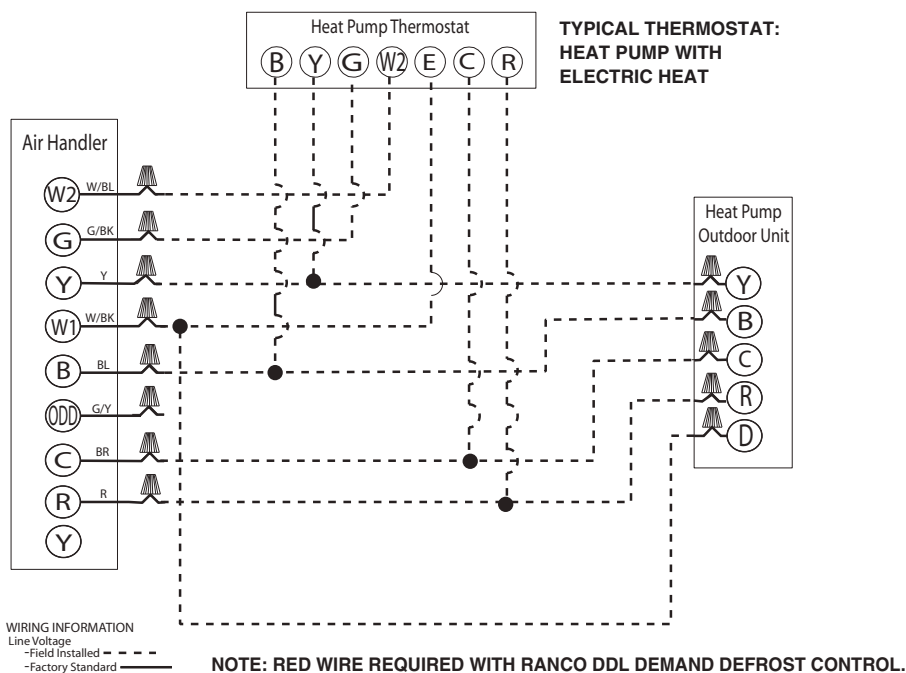 Heat Pump Thermostat
B Y G W2 E C R
TYPICAL THERMOSTAT:
HEAT PUMP WITH
ELECTRIC HEAT
Air Handler
W2 W/BL
G G/BK
Y Y
W1 W/BK
B BL
ODD G/Y
C BR
R R
Y
Heat Pump
Outdoor Unit
Y
B
C
R
D
WIRING INFORMATION
Line Voltage
-Field Installed
-Factory Standard
NOTE: RED WIRE REQUIRED WITH RANCO DDL DEMAND DEFROST CONTROL.